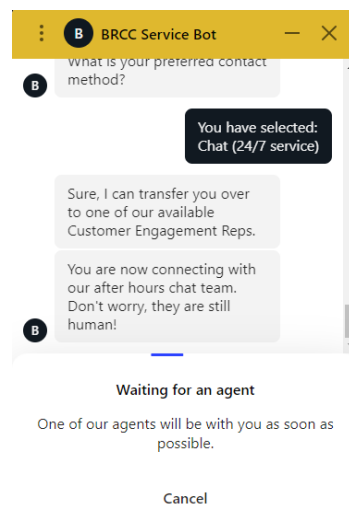 B BRCC Service Bot
What is your preferred contact
method?
B
You have selected:
Chat (24/7 service)
Sure, I can transfer you over
to one of our available
Customer Engagement Reps.
You are now connecting with
our after hours chat team.
Don't worry, they are still
human!
B
Waiting for an agent
One of our agents will be with you as soon as
possible.
Cancel